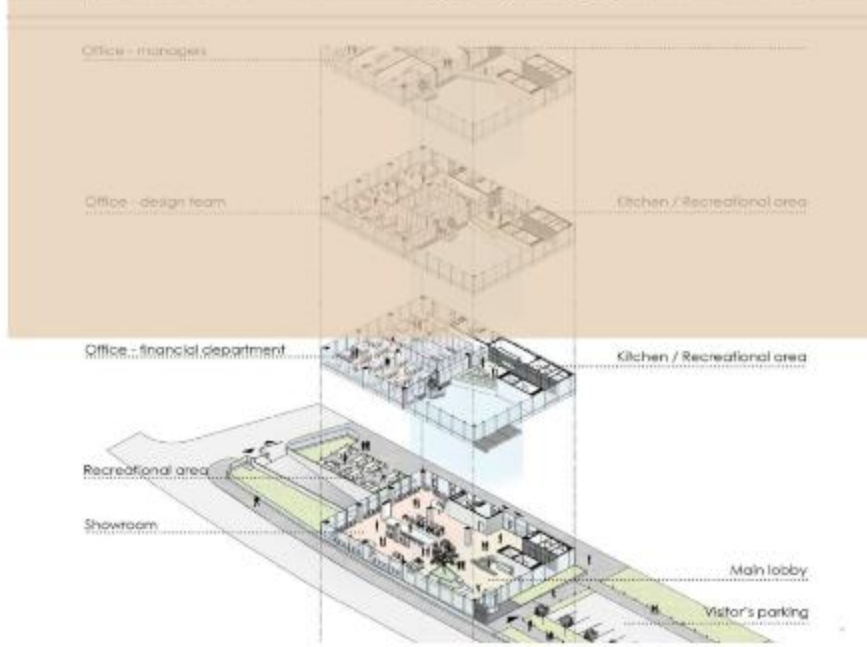 Office - managers
Office - design team
Kitchen / Recreational area
Office - financial department
Kitchen / Recreational area
Recreational area
Showroom
Main lobby
Visitor's parking